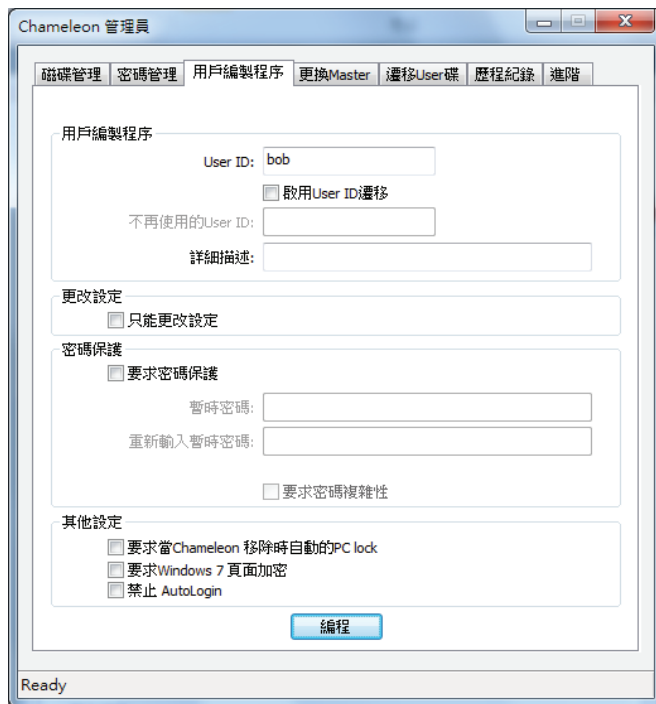 Chameleon 管理員
磁碟管理 密碼管理 用戶編製程序 更換Master 遷移User碟 歷程紀錄 進階
用戶編製程序
User ID: bob
啟用User ID遷移
不再使用的User ID:
詳細描述:
更改設定
只能更改設定
密碼保護
要求密碼保護
暫時密碼:
重新輸入暫時密碼:
要求密碼複雜性
其他設定
要求當Chameleon 移除時自動的PC lock
要求Windows 7 頁面加密
禁止 AutoLogin
編程
Ready